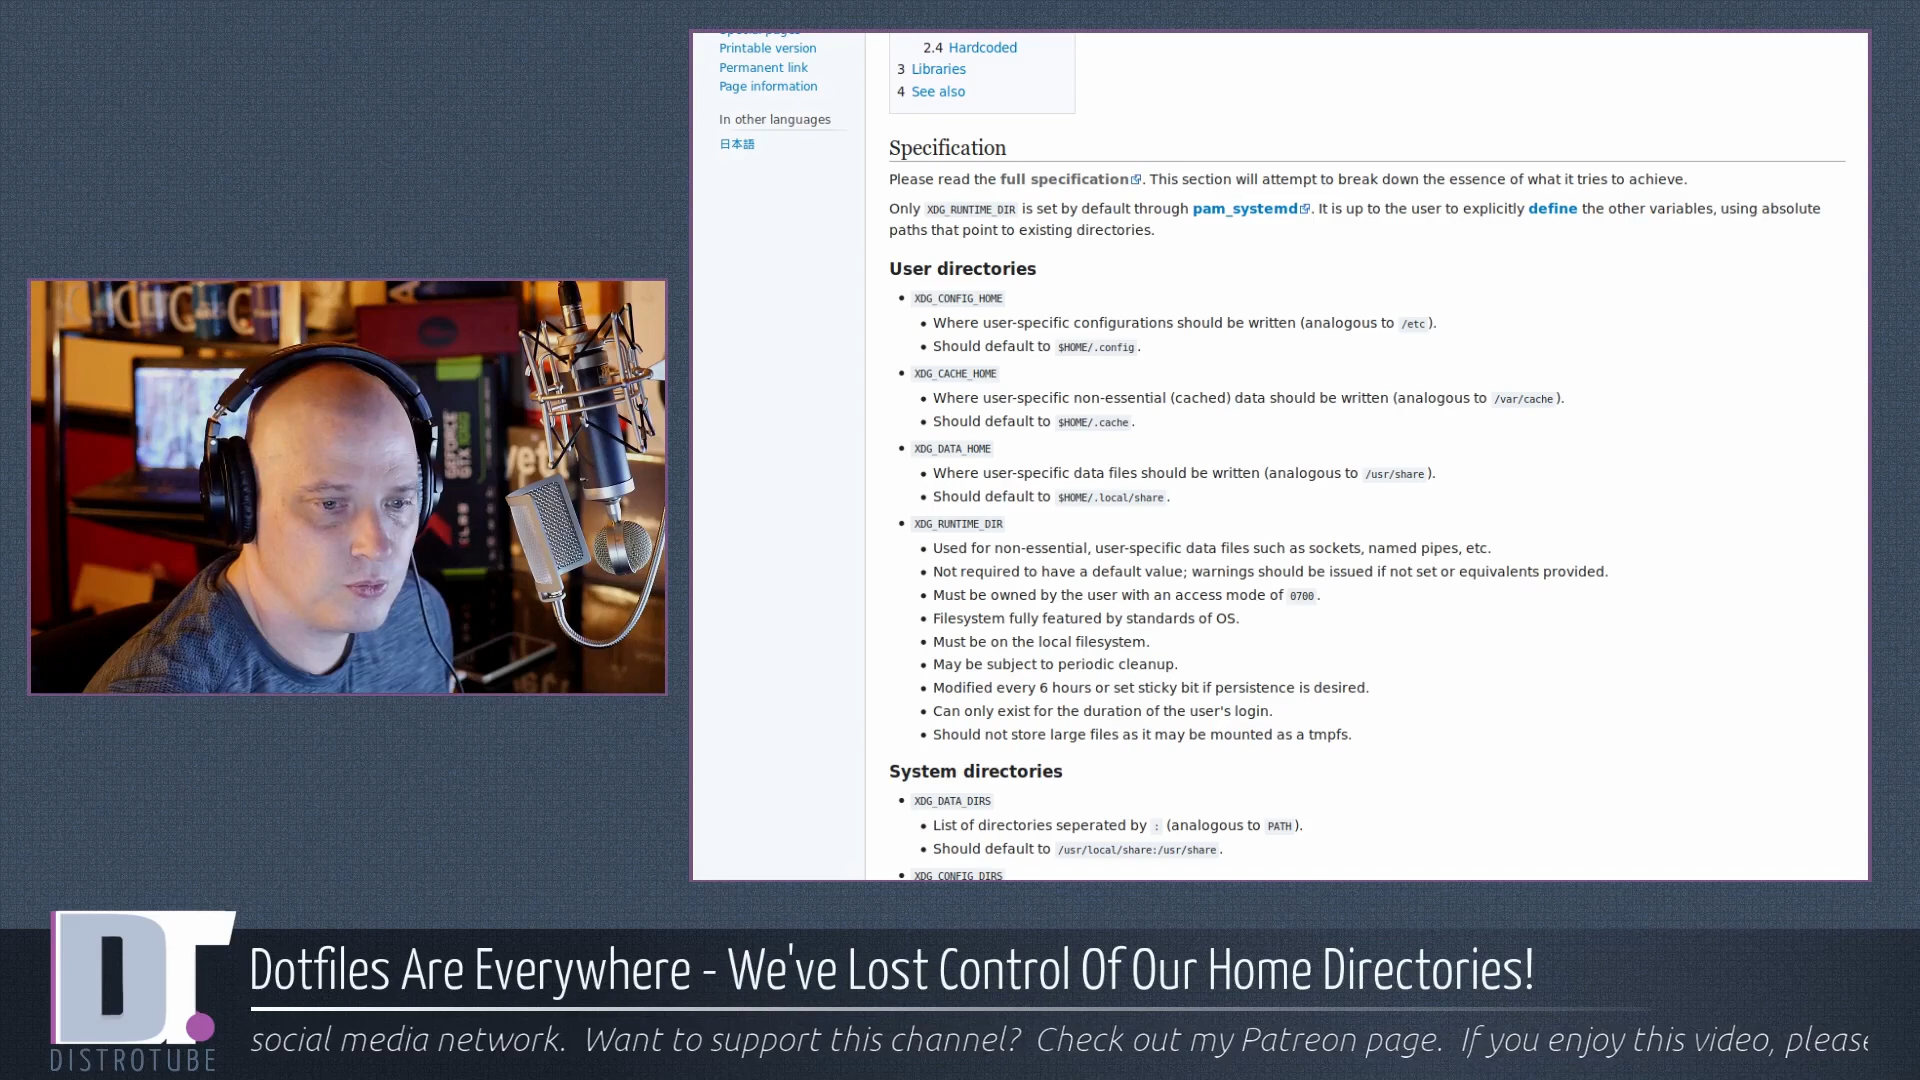 Printable version
Permanent link
Page information
In other languages
日本語
2.4 Hardcoded
3 Libraries
4 See also
Specification
Please read the full specification. This section will attempt to break down the essence of what it tries to achieve.
Only XDG_RUNTIME_DIR is set by default through pam_systemd. It is up to the user to explicitly define the other variables, using absolute
paths that point to existing directories.
User directories
• XDG_CONFIG_HOME
• Where user-specific configurations should be written (analogous to /etc).
• Should default to $HOME/.config.
• XDG_CACHE_HOME
• Where user-specific non-essential (cached) data should be written (analogous to /var/cache).
• Should default to $HOME/.cache.
• XDG_DATA_HOME
• Where user-specific data files should be written (analogous to /usr/share).
• Should default to $HOME/.local/share.
• XDG_RUNTIME_DIR
• Used for non-essential, user-specific data files such as sockets, named pipes, etc.
• Not required to have a default value; warnings should be issued if not set or equivalents provided.
• Must be owned by the user with an access mode of 0700.
• Filesystem fully featured by standards of OS.
• Must be on the local filesystem.
• May be subject to periodic cleanup.
• Modified every 6 hours or set sticky bit if persistence is desired.
• Can only exist for the duration of the user's login.
• Should not store large files as it may be mounted as a tmpfs.
System directories
• XDG_DATA_DIRS
• List of directories seperated by : (analogous to PATH).
• Should default to /usr/local/share:/usr/share.
• XDG_CONFIG_DIRS
GEFORCE
GTX
DT
DISTROTUBE
Dotfiles Are Everywhere - We've Lost Control Of Our Home Directories!
social media network. Want to support this channel? Check out my Patreon page. If you enjoy this video, please